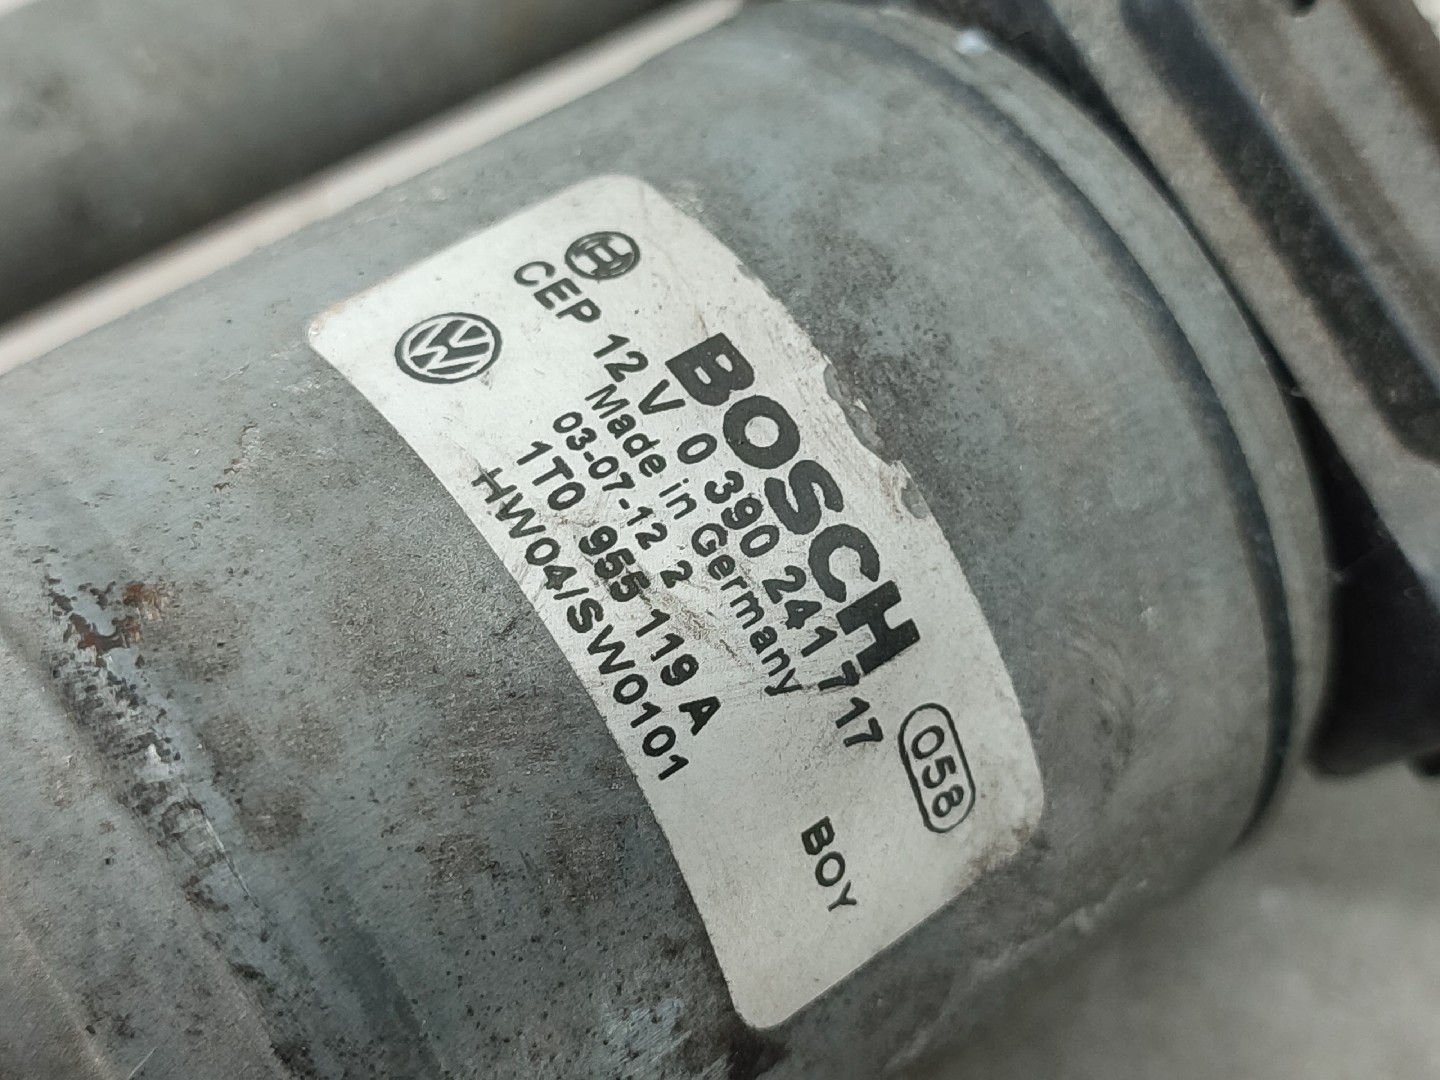 BOSCH
CEP 12 V 0 390 241 717
Made in Germany
03-07-12 2
1T0 955 119 A
HW04/SW0101
058
BOY